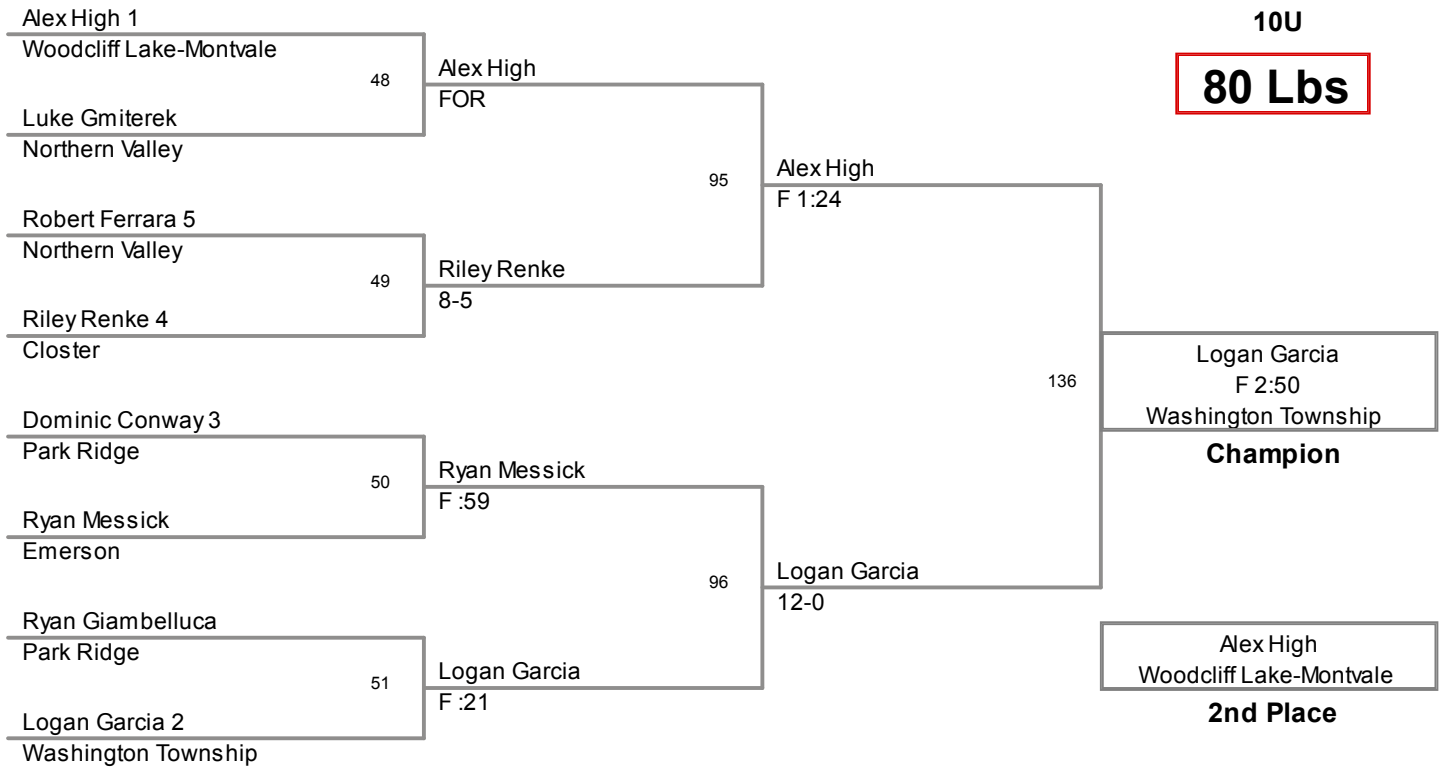 Alex High 1
Woodcliff Lake-Montvale
48
Luke Gmiterek
Northern Valley
Robert Ferrara 5
Northern Valley
49
Riley Renke 4
Closter
Dominic Conway 3
Park Ridge
50
Ryan Messick
Emerson
Ryan Giambelluca
Park Ridge
51
Logan Garcia 2
Washington Township
Alex High
FOR
95
Riley Renke
8-5
Ryan Messick
F :59
96
Logan Garcia
F :21
Alex High
F 1:24
136
Logan Garcia
12-0
10U
80 Lbs
Logan Garcia
F 2:50
Washington Township
Champion
Alex High
Woodcliff Lake-Montvale
2nd Place